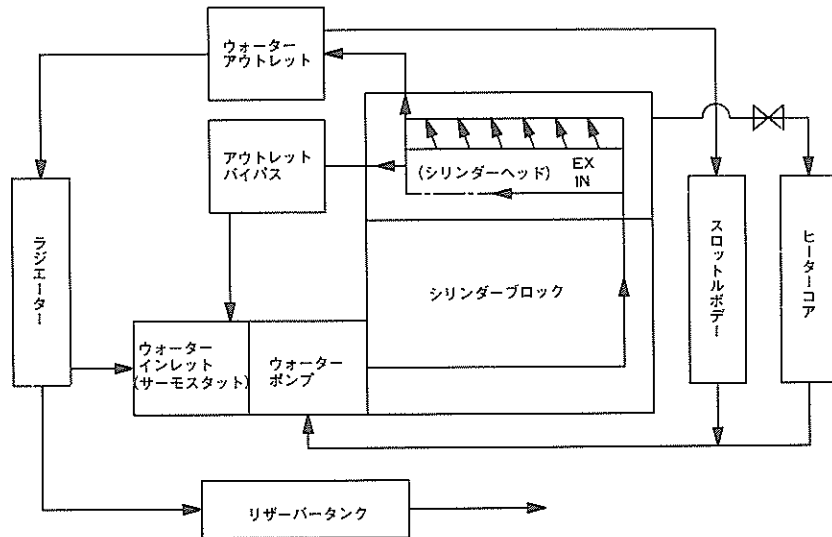 ウォーター
アウトレット
アウトレット
バイパス
(シリンダーヘッド)
EX
IN
シリンダーブロック
ラジエーター
ウォーター
インレット
(サーモスタット)
ウォーター
ポンプ
スロットルボデー
ヒーターコア
リザーバータンク